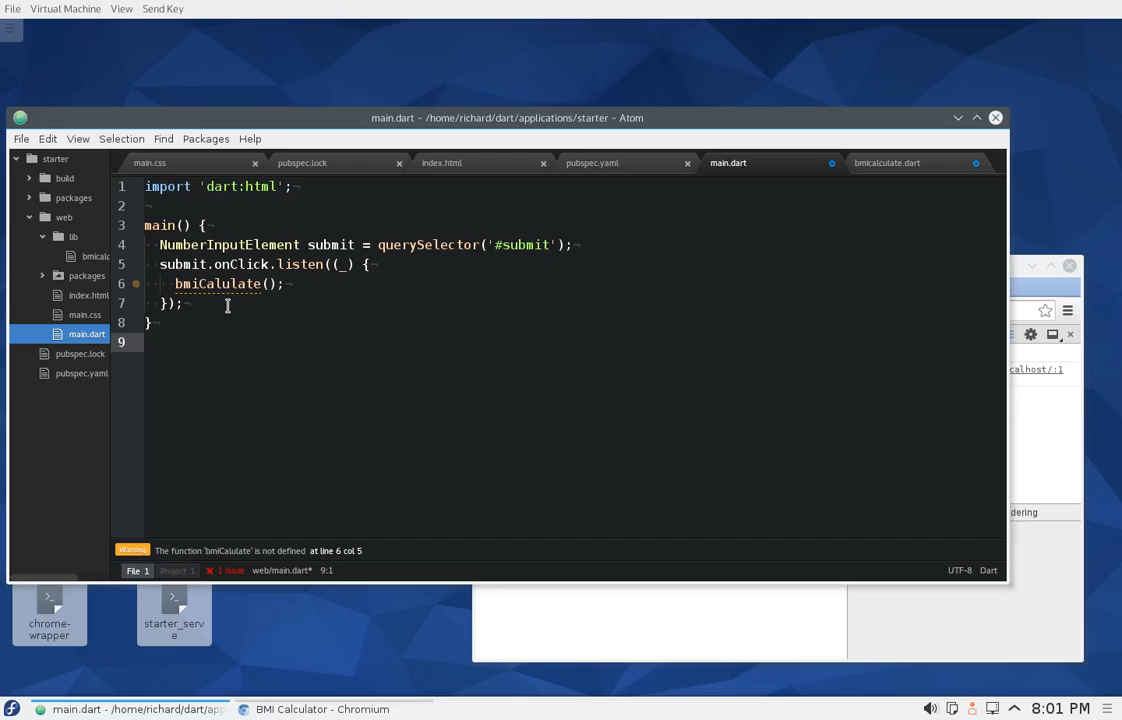 File Virtual Machine View Send Key
main.dart - /home/richard/dart/applications/starter - Atom
File Edit View Selection Find Packages Help
starter
build
packages
web
lib
bmicalc
packages
index.html
main.css
main.dart
pubspec.lock
pubspec.yaml
main.css pubspec.lock index.html pubspec.yaml main.dart bmicalculate.dart
1 import 'dart:html';¬
2 ¬
3 main() {¬
4 NumberInputElement submit = querySelector('#submit');¬
5 submit.onClick.listen((_) {¬
6 bmiCalulate();¬
7 });¬
8 }¬
9
calhost/:1
dering
Warning The function 'bmiCalulate' is not defined at line 6 col 5
File 1 Project 1 1 Issue web/main.dart* 9:1 UTF-8 Dart
chrome-
wrapper
starter_serv
e
main.dart - /home/richard/dart/app BMI Calculator - Chromium 8:01 PM